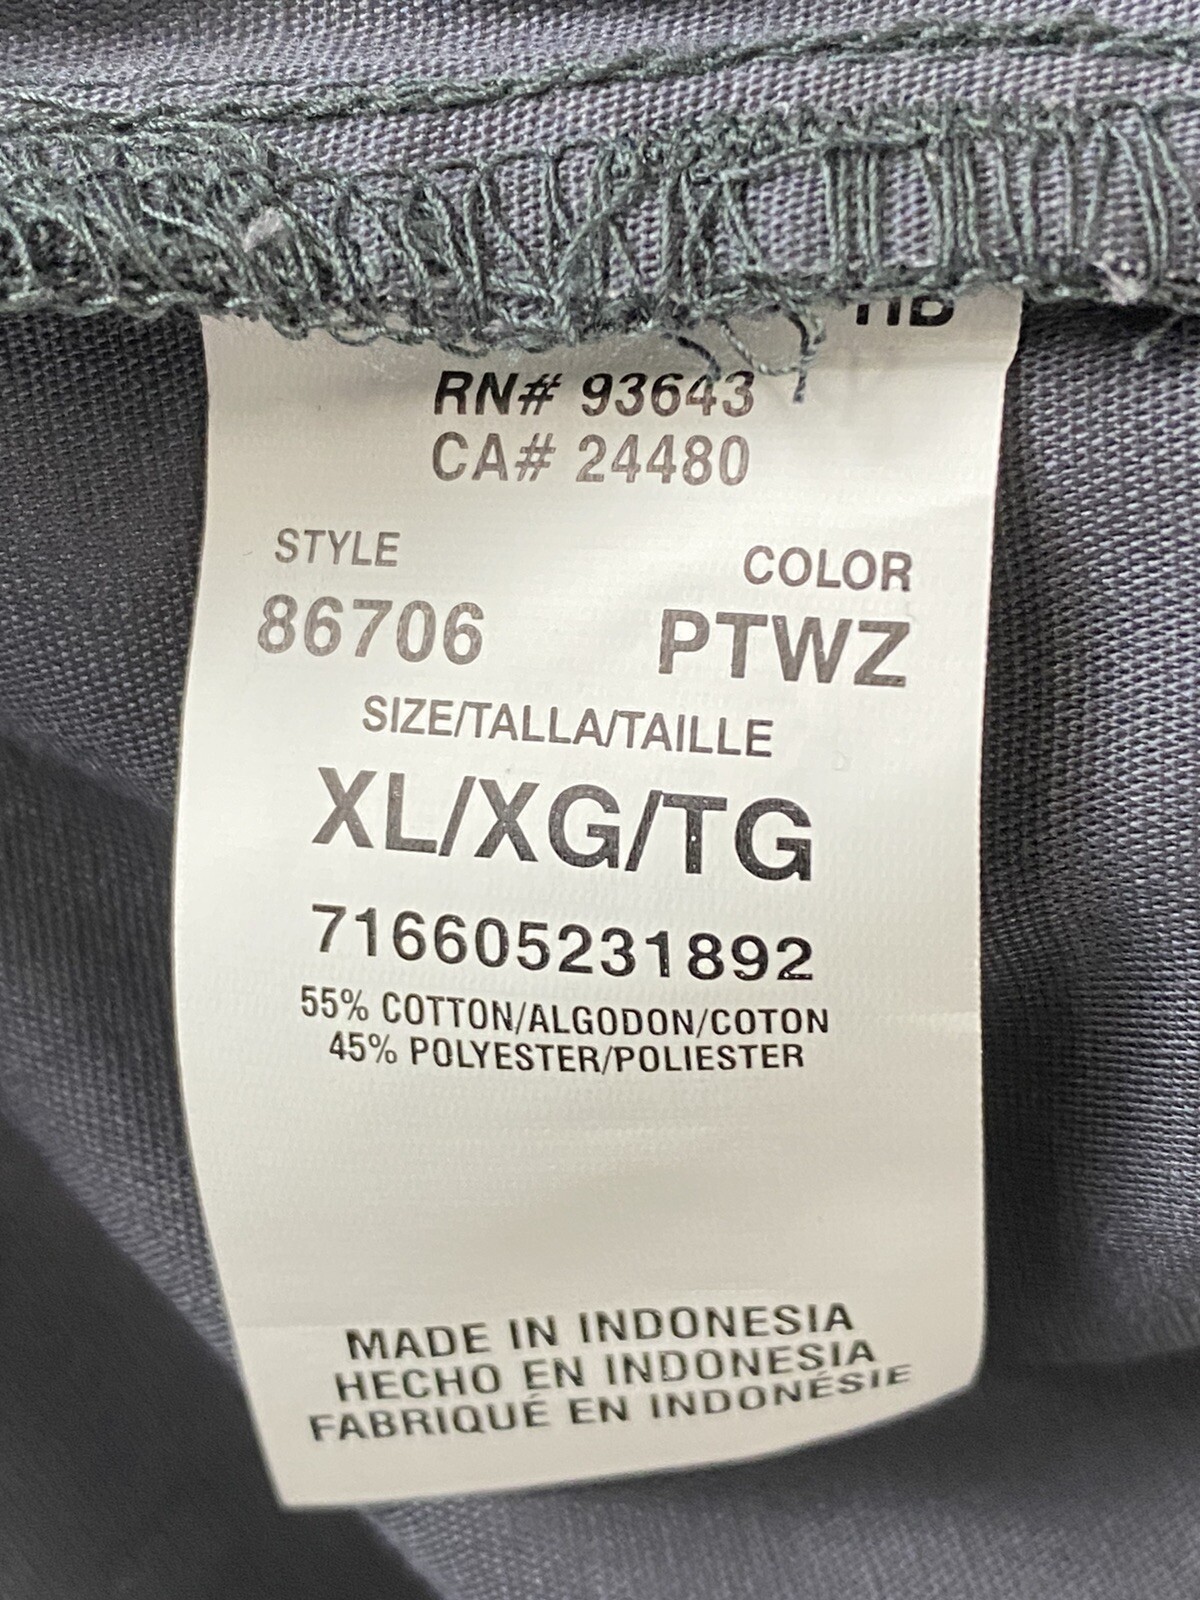 RN# 93643
CA# 24480
STYLE COLOR
86706 PTWZ
SIZE/TALLA/TAILLE
XL/XG/TG
716605231892
55% COTTON/ALGODON/COTON
45% POLYESTER/POLIESTER
MADE IN INDONESIA
HECHO EN INDONESIA
FABRIQUÉ EN INDONÉSIE